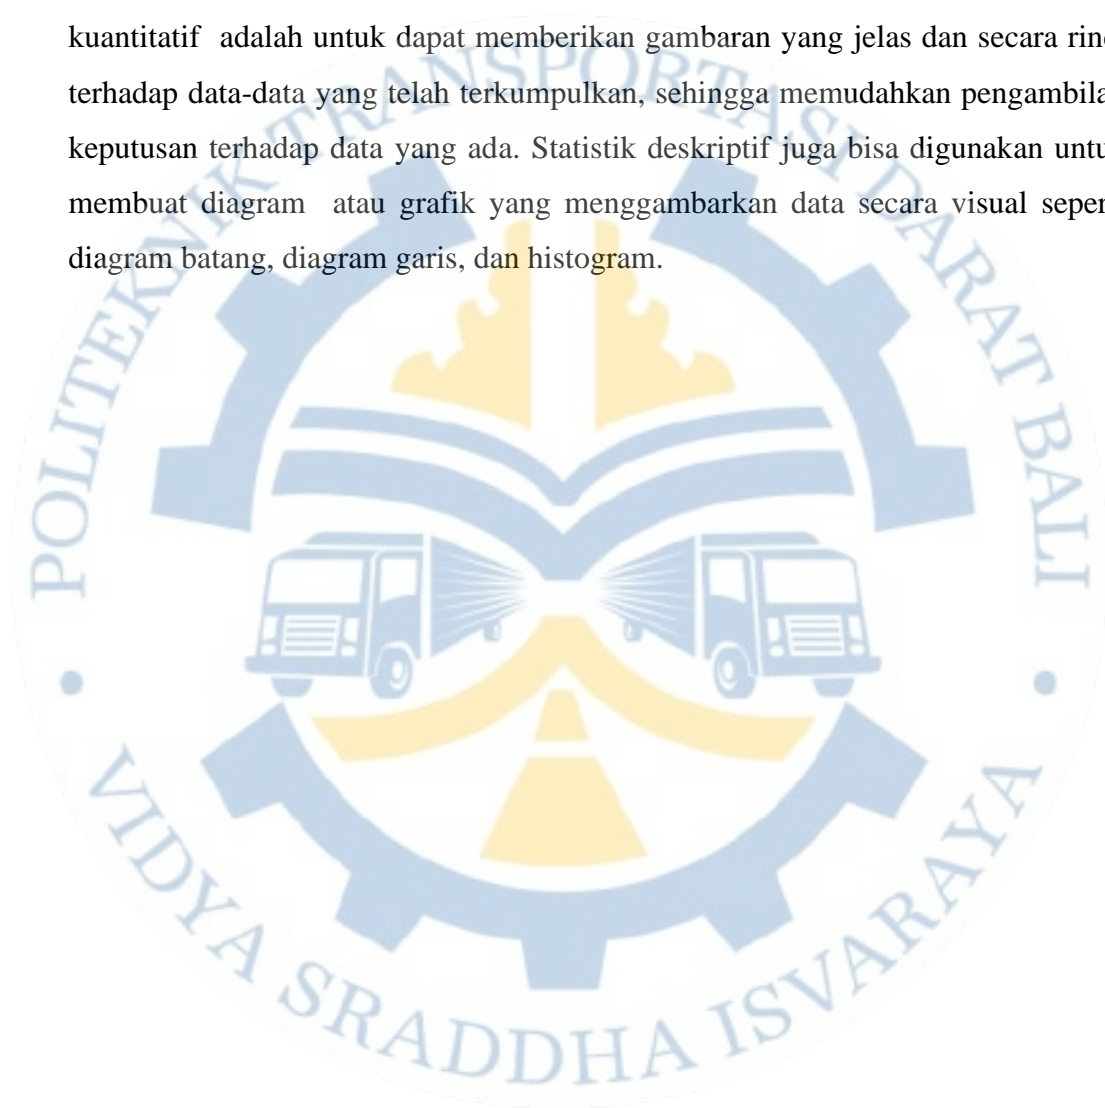 kuantitatif adalah untuk dapat memberikan gambaran yang jelas dan secara rinc
terhadap data-data yang telah terkumpulkan, sehingga memudahkan pengambila
keputusan terhadap data yang ada. Statistik deskriptif juga bisa digunakan untu
membuat diagram atau grafik yang menggambarkan data secara visual seper
diagram batang, diagram garis, dan histogram.
POLITEKNIK TRANSPORTASI DARAT BALI
VIDYA SRADDHA ISVARAYA